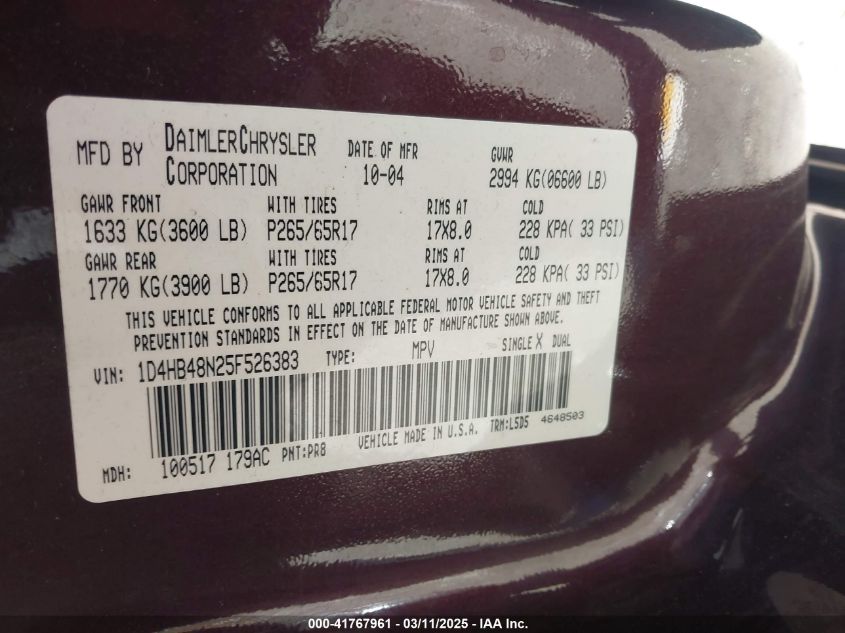 MFD BY DAIMLERCHRYSLER CORPORATION DATE OF MFR 10-04 GVWR 2994 KG(06600 LB)
GAWR FRONT WITH TIRES RIMS AT COLD
1633 KG(3600 LB) P265/65R17 17X8.0 228 KPA( 33 PSI)
GAWR REAR WITH TIRES RIMS AT COLD
1770 KG(3900 LB) P265/65R17 17X8.0 228 KPA( 33 PSI)
THIS VEHICLE CONFORMS TO ALL APPLICABLE FEDERAL MOTOR VEHICLE SAFETY AND THEFT
PREVENTION STANDARDS IN EFFECT ON THE DATE OF MANUFACTURE SHOWN ABOVE.
VIN: 1D4HB48N25F526383 TYPE: MPV SINGLE X DUAL
MDH: 100517 179AC PNT:PR8 VEHICLE MADE IN U.S.A. TRM:L5D5 4648503
000-41767961 - 03/11/2025 - IAA Inc.